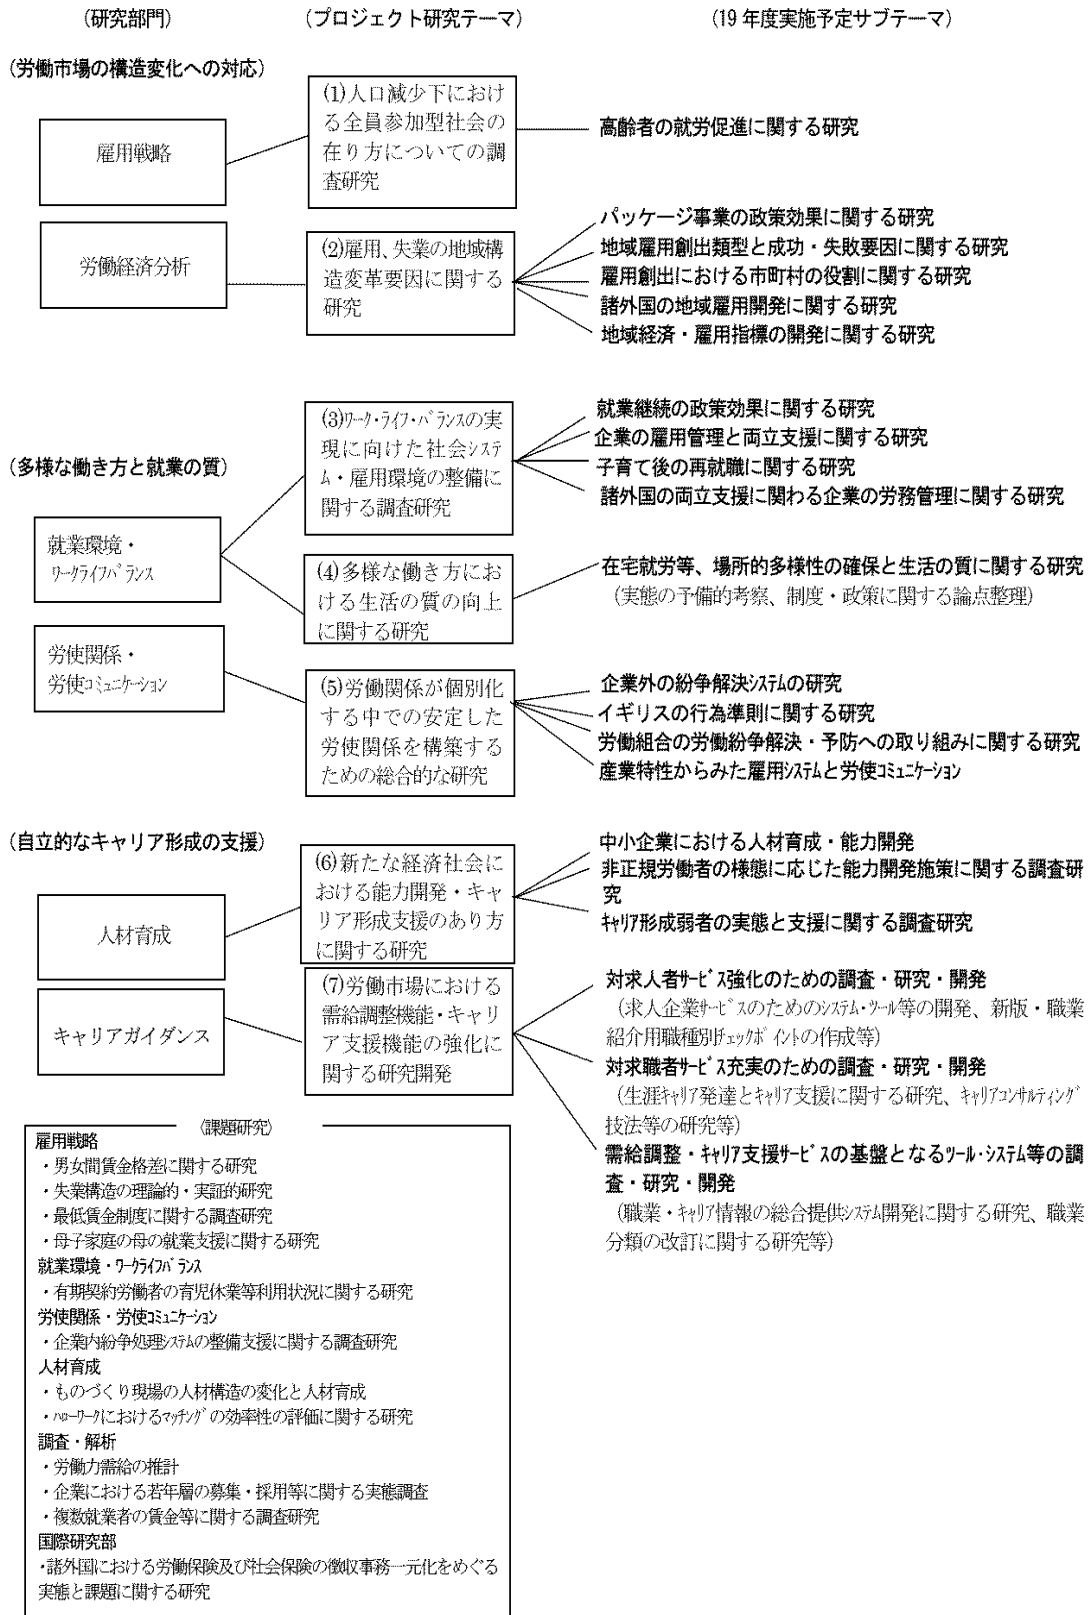 (研究部門)
(プロジェクト研究テーマ)
(19年度実施予定サブテーマ)
(労働市場の構造変化への対応)
雇用戦略
(1)人口減少下におけ
る全員参加型社会の
在り方についての調
査研究
高齢者の就労促進に関する研究
労働経済分析
(2)雇用、失業の地域構
造変革要因に関する
研究
パッケージ事業の政策効果に関する研究
地域雇用創出類型と成功・失敗要因に関する研究
雇用創出における市町村の役割に関する研究
諸外国の地域雇用開発に関する研究
地域経済・雇用指標の開発に関する研究
(多様な働き方と就業の質)
就業環境・
ワークライフバランス
(3)ワーク・ライフ・バランスの実
現に向けた社会システ
ム・雇用環境の整備に
関する調査研究
就業継続の政策効果に関する研究
企業の雇用管理と両立支援に関する研究
子育て後の再就職に関する研究
諸外国の両立支援に関わる企業の労務管理に関する研究
(4)多様な働き方にお
ける生活の質の向上
に関する研究
在宅就労等、場所的多様性の確保と生活の質に関する研究
(実態の予備的考察、制度・政策に関する論点整理)
労使関係・
労使コミュニケーション
(5)労働関係が個別化
する中での安定した
労使関係を構築する
ための総合的な研究
企業外の紛争解決システムの研究
イギリスの行為準則に関する研究
労働組合の労働紛争解決・予防への取り組みに関する研究
産業特性からみた雇用システムと労使コミュニケーション
(自立的なキャリア形成の支援)
人材育成
(6)新たな経済社会に
おける能力開発・キャ
リア形成支援のあり方
に関する研究
中小企業における人材育成・能力開発
非正規労働者の様態に応じた能力開発施策に関する調査研
究
キャリア形成弱者の実態と支援に関する調査研究
キャリアガイダンス
(7)労働市場における
需給調整機能・キャリ
ア支援機能の強化に
関する研究開発
対求人者サービス強化のための調査・研究・開発
(求人企業サービスのためのシステム・ツール等の開発、新版・職業
紹介用職種別チェックポイントの作成等)
対求職者サービス充実のための調査・研究・開発
(生涯キャリア発達とキャリア支援に関する研究、キャリアコンサルティング
技法等の研究等)
需給調整・キャリア支援サービスの基盤となるツール・システム等の調
査・研究・開発
(職業・キャリア情報の総合提供システム開発に関する研究、職業
分類の改訂に関する研究等)
〈課題研究〉
雇用戦略
・男女間賃金格差に関する研究
・失業構造の理論的・実証的研究
・最低賃金制度に関する調査研究
・母子家庭の母の就業支援に関する研究
就業環境・ワークライフバランス
・有期契約労働者の育児休業等利用状況に関する研究
労使関係・労使コミュニケーション
・企業内紛争処理システムの整備支援に関する調査研究
人材育成
・ものづくり現場の人材構造の変化と人材育成
・ハローワークにおけるマッチングの効率性の評価に関する研究
調査・解析
・労働力需給の推計
・企業における若年層の募集・採用等に関する実態調査
・複数就業者の賃金等に関する調査研究
国際研究部
・諸外国における労働保険及び社会保険の徴収事務一元化をめぐる
実態と課題に関する研究